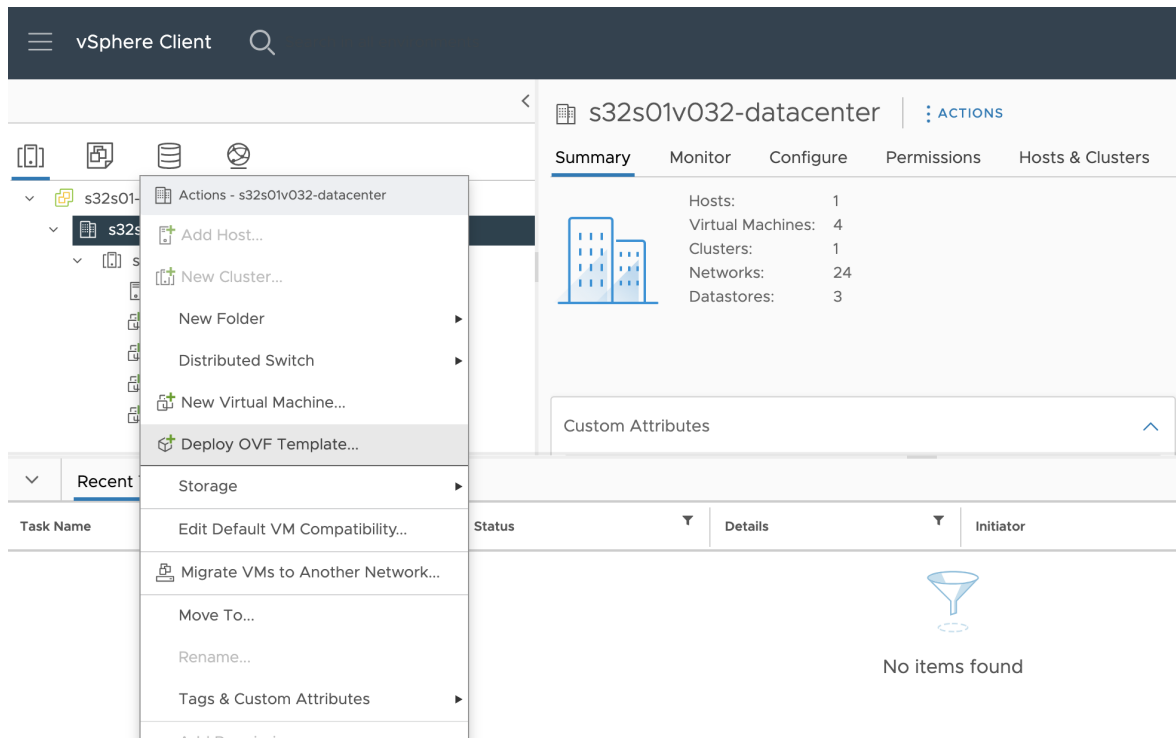 vSphere Client
s32s01v032-datacenter
ACTIONS
Summary Monitor Configure Permissions Hosts & Clusters
s32s01-
s32s
s
Actions - s32s01v032-datacenter
Add Host...
New Cluster...
New Folder
Distributed Switch
New Virtual Machine...
Deploy OVF Template...
Storage
Edit Default VM Compatibility...
Migrate VMs to Another Network...
Move To...
Rename...
Tags & Custom Attributes
Hosts: 1
Virtual Machines: 4
Clusters: 1
Networks: 24
Datastores: 3
Custom Attributes
Recent
Task Name Status Details Initiator
No items found